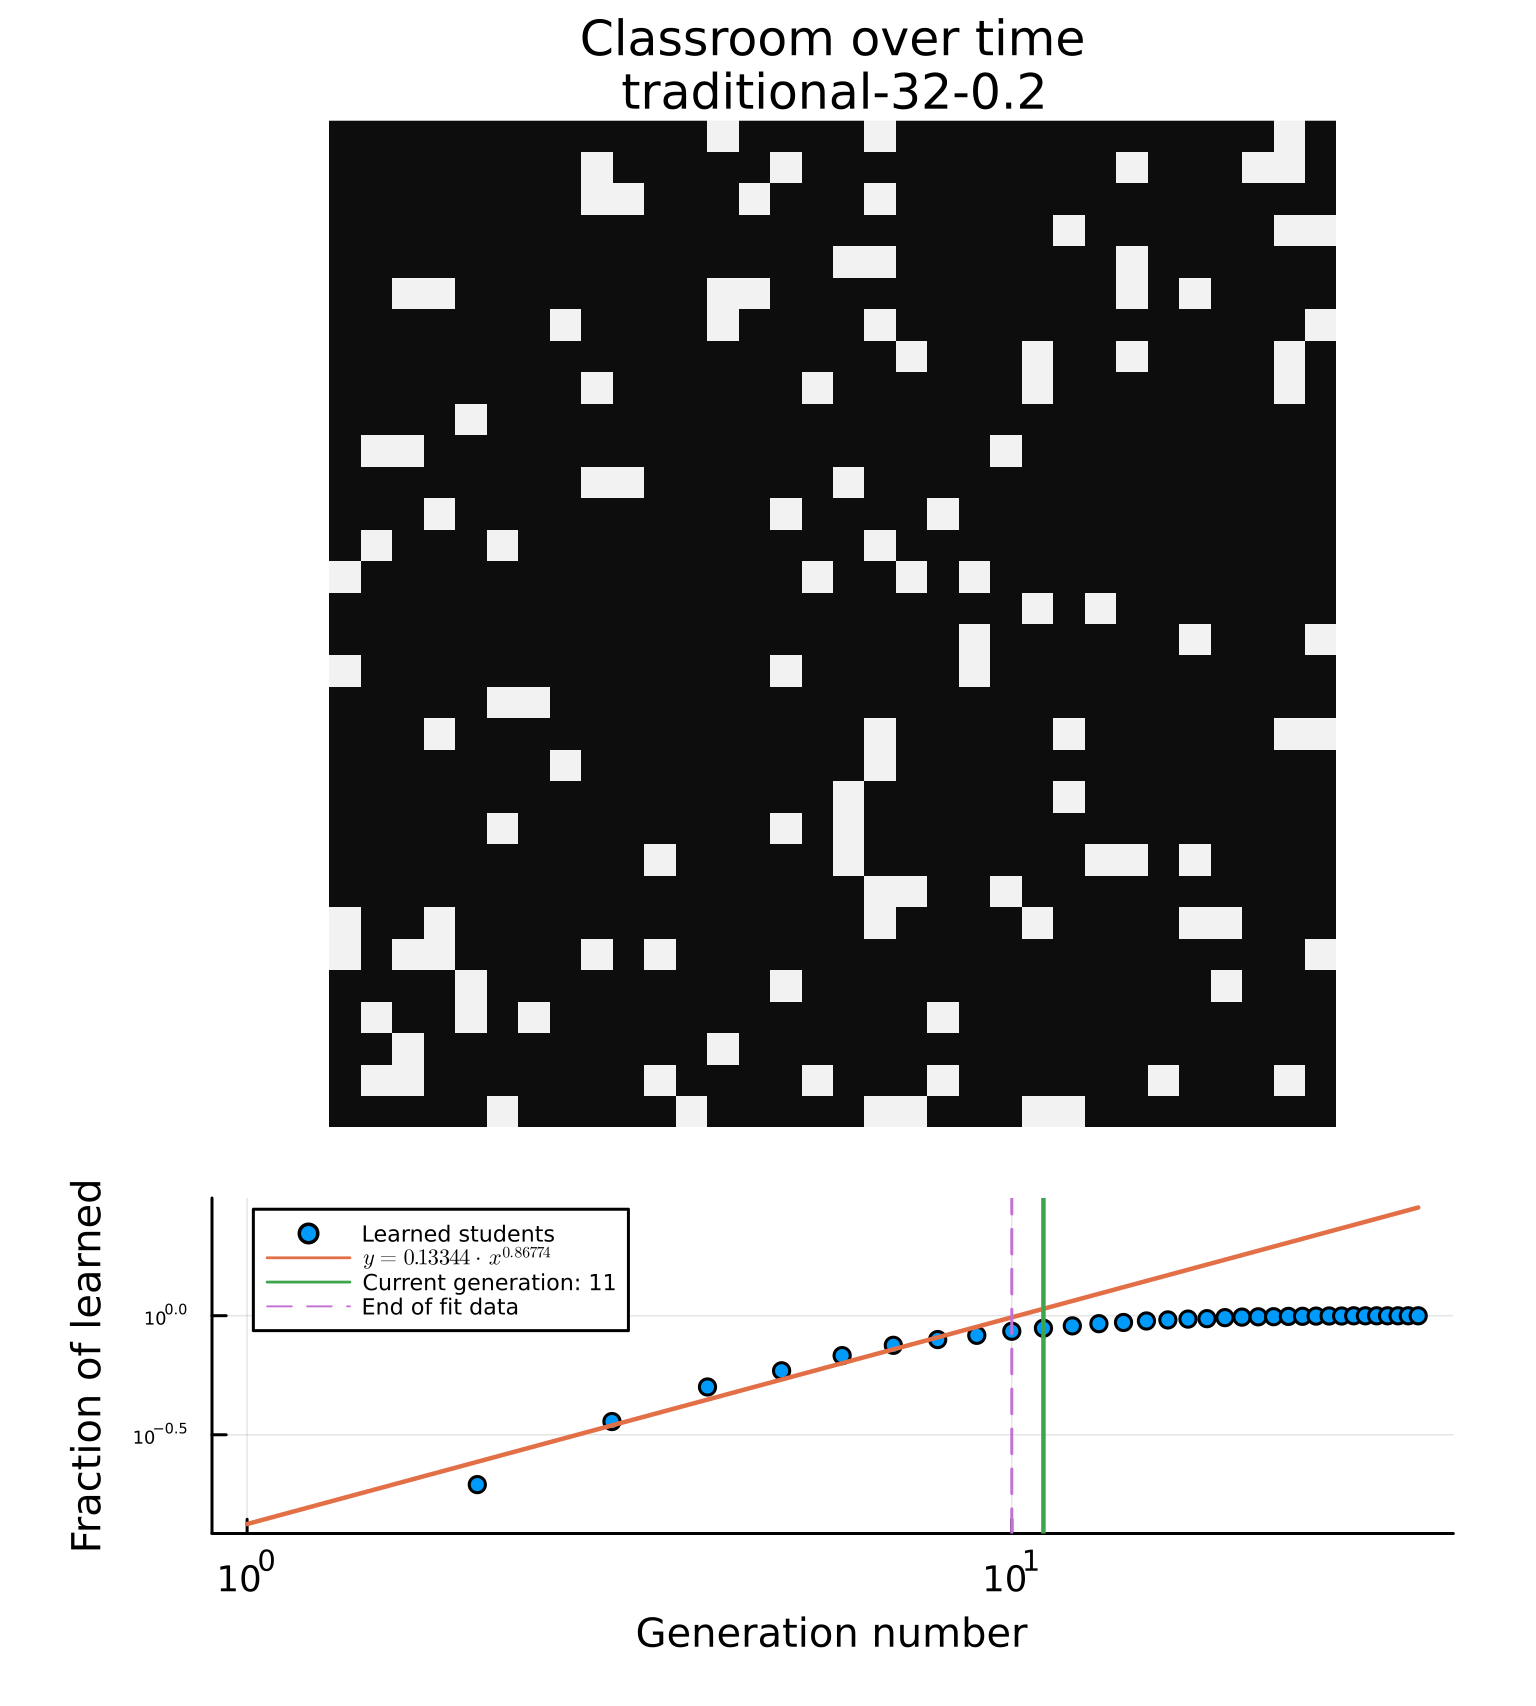 Classroom over time
traditional-32-0.2
Fraction of learned
Learned students
y = 0.13344 · x^0.86774
Current generation: 11
End of fit data
10^0.0
10^−0.5
10^0
10^1
Generation number